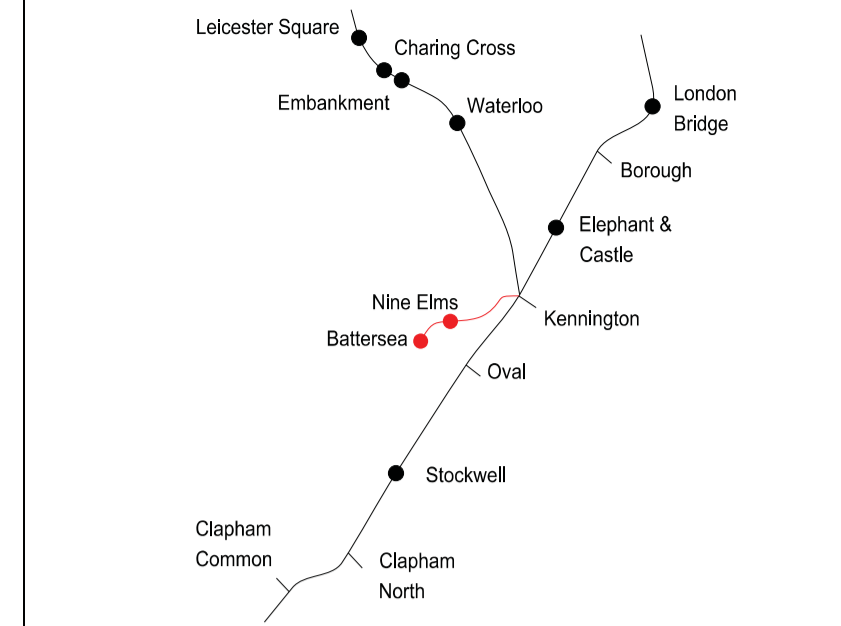 Leicester Square
Charing Cross
Embankment
Waterloo
London
Bridge
Borough
Elephant &
Castle
Nine Elms
Kennington
Battersea
Oval
Stockwell
Clapham
Common
Clapham
North